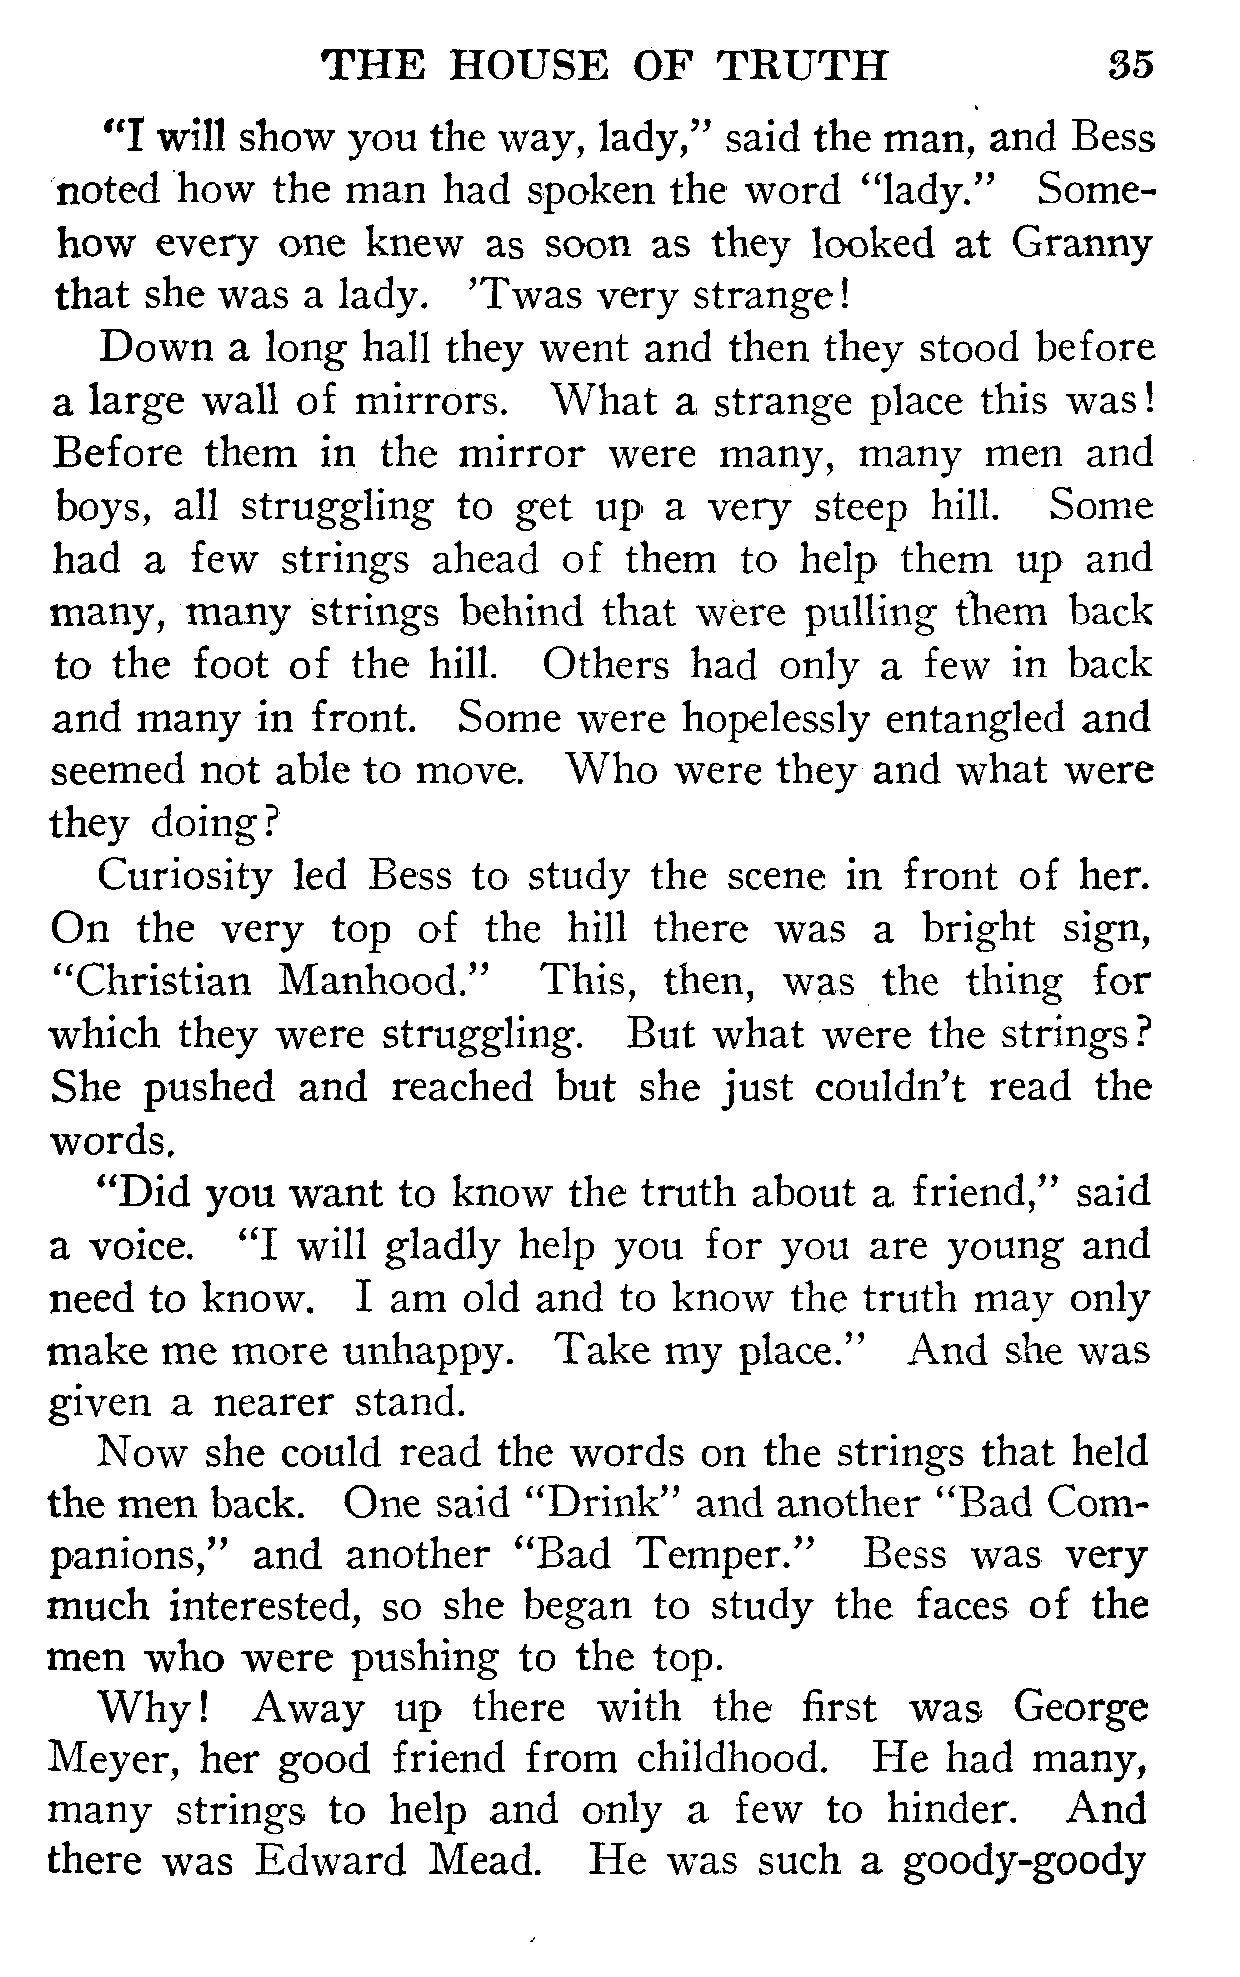 THE HOUSE OF TRUTH 35
"I will show you the way, lady," said the man, and Bess
noted how the man had spoken the word "lady." Some-
how every one knew as soon as they looked at Granny
that she was a lady. 'Twas very strange!
Down a long hall they went and then they stood before
a large wall of mirrors. What a strange place this was!
Before them in the mirror were many, many men and
boys, all struggling to get up a very steep hill. Some
had a few strings ahead of them to help them up and
many, many strings behind that were pulling them back
to the foot of the hill. Others had only a few in back
and many in front. Some were hopelessly entangled and
seemed not able to move. Who were they and what were
they doing?
Curiosity led Bess to study the scene in front of her.
On the very top of the hill there was a bright sign,
"Christian Manhood." This, then, was the thing for
which they were struggling. But what were the strings?
She pushed and reached but she just couldn't read the
words.
"Did you want to know the truth about a friend," said
a voice. "I will gladly help you for you are young and
need to know. I am old and to know the truth may only
make me more unhappy. Take my place." And she was
given a nearer stand.
Now she could read the words on the strings that held
the men back. One said "Drink" and another "Bad Com-
panions," and another "Bad Temper." Bess was very
much interested, so she began to study the faces of the
men who were pushing to the top.
Why! Away up there with the first was George
Meyer, her good friend from childhood. He had many,
many strings to help and only a few to hinder. And
there was Edward Mead. He was such a goody-goody